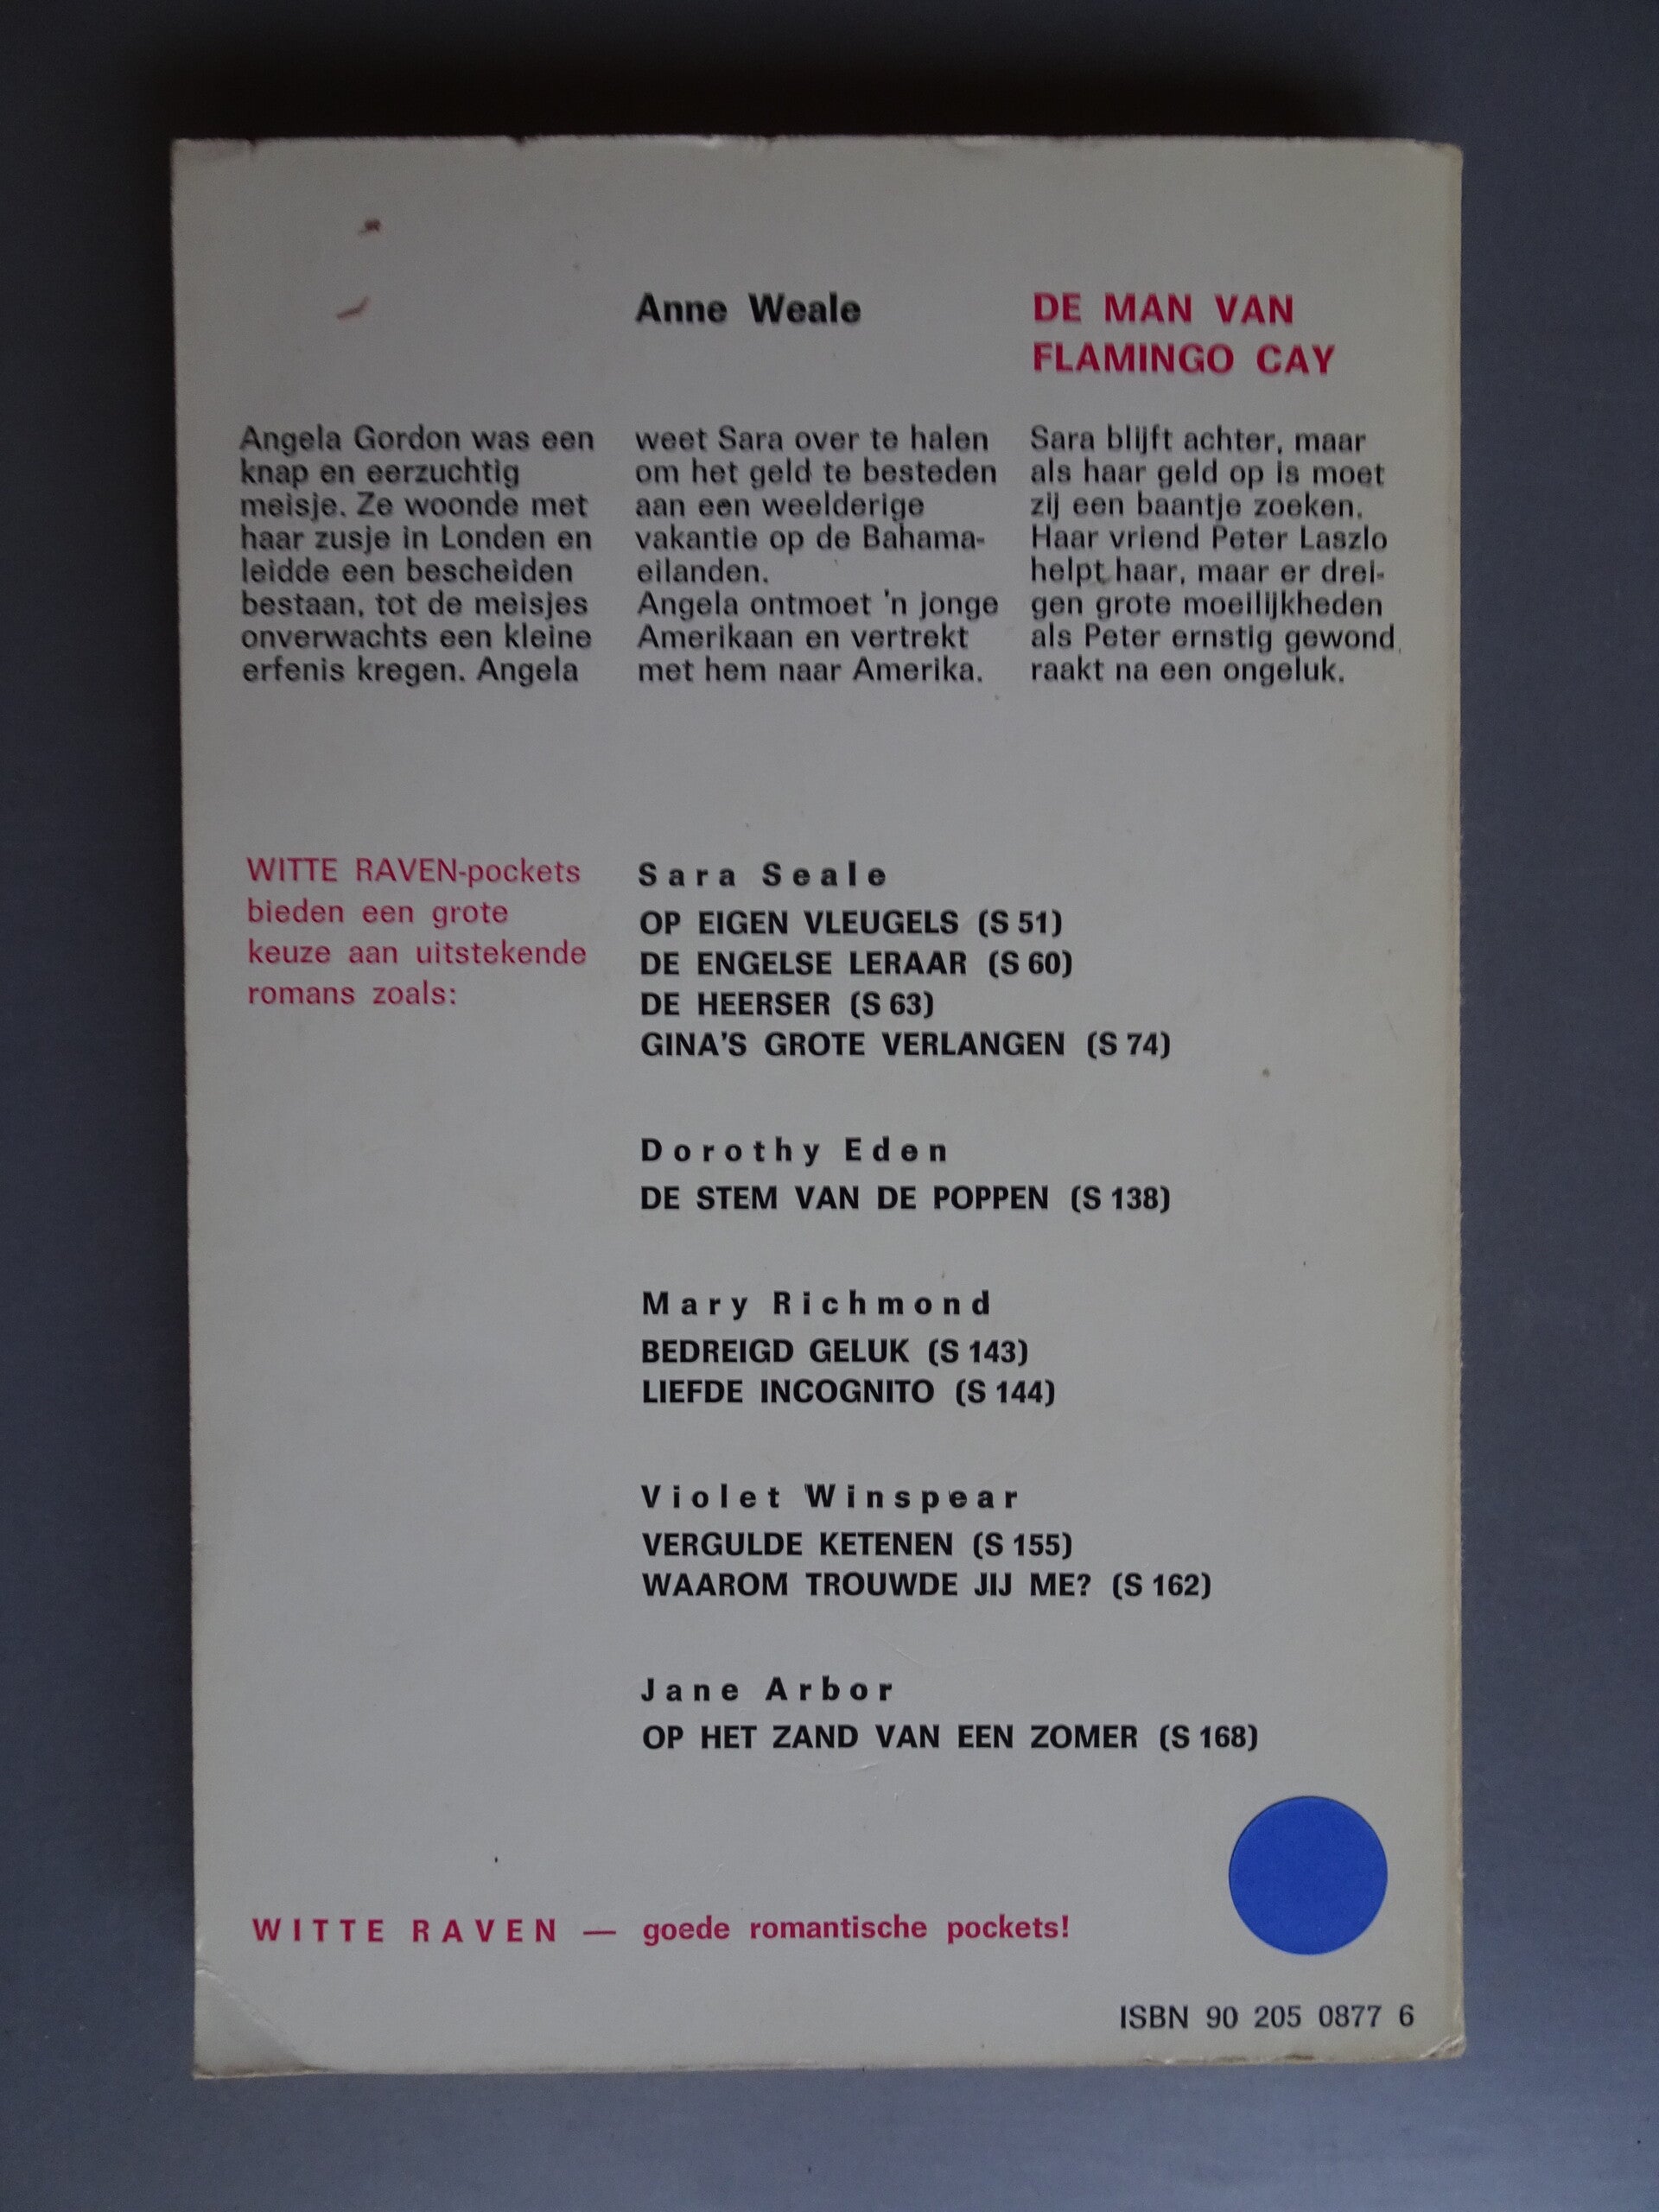 Anne Weale
DE MAN VAN
FLAMINGO CAY
Angela Gordon was een
knap en eerzuchtig
meisje. Ze woonde met
haar zusje in Londen en
leidde een bescheiden
bestaan, tot de meisjes
onverwachts een kleine
erfenis kregen. Angela
weet Sara over te halen
om het geld te besteden
aan een weelderige
vakantie op de Bahama-
eilanden.
Angela ontmoet 'n jonge
Amerikaan en vertrekt
met hem naar Amerika.
Sara blijft achter, maar
als haar geld op is moet
zij een baantje zoeken.
Haar vriend Peter Laszlo
helpt haar, maar er drei-
gen grote moeilijkheden
als Peter ernstig gewond
raakt na een ongeluk.
WITTE RAVEN-pockets
bieden een grote
keuze aan uitstekende
romans zoals:
Sara Seale
OP EIGEN VLEUGELS (S 51)
DE ENGELSE LERAAR (S 60)
DE HEERSER (S 63)
GINA'S GROTE VERLANGEN (S 74)
Dorothy Eden
DE STEM VAN DE POPPEN (S 138)
Mary Richmond
BEDREIGD GELUK (S 143)
LIEFDE INCOGNITO (S 144)
Violet Winspear
VERGULDE KETENEN (S 155)
WAAROM TROUWDE JIJ ME? (S 162)
Jane Arbor
OP HET ZAND VAN EEN ZOMER (S 168)
WITTE RAVEN — goede romantische pockets!
ISBN 90 205 0877 6